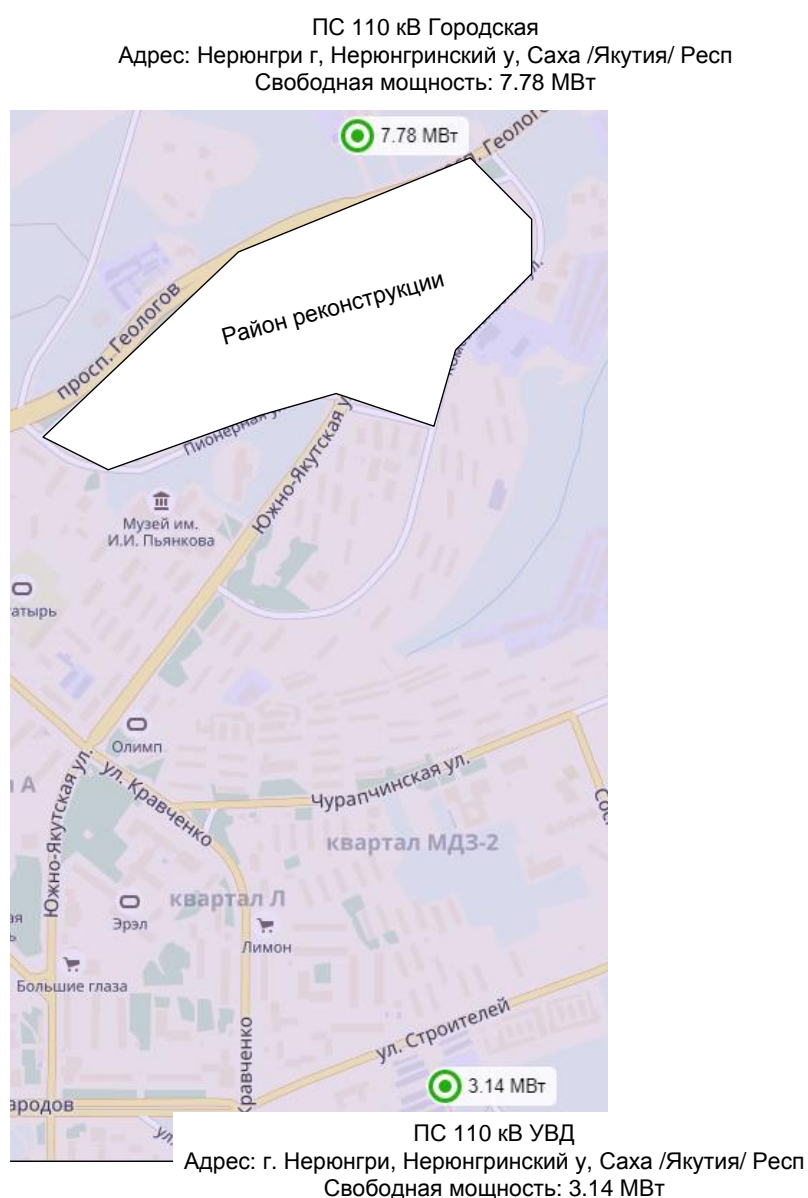 ПС 110 кВ Городская
Адрес: Нерюнгри г, Нерюнгринский у, Саха /Якутия/ Респ
Свободная мощность: 7.78 МВт
7.78 МВт
Геологов
Район реконструкции
просп. Геологов
Пионерная у
Южно-Якутская у
Музей им.
И.И. Пьянкова
атырь
Олимп
Южно-Якутская ул.
ул. Кравченко
Чурапчинская ул.
А
квартал МДЗ-2
квартал Л
Эрэл
Лимон
Большие глаза
ул. Строителей
Кравченко
3.14 МВт
ародов
ул.
ПС 110 кВ УВД
Адрес: г. Нерюнгри, Нерюнгринский у, Саха /Якутия/ Респ
Свободная мощность: 3.14 МВт